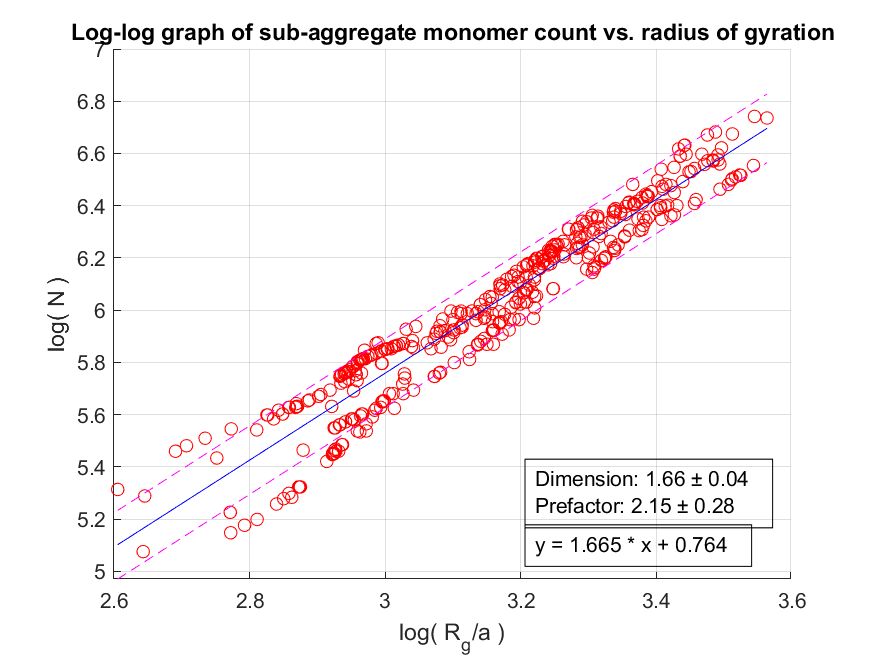 Log-log graph of sub-aggregate monomer count vs. radius of gyration
7
6.8
6.6
6.4
6.2
6
5.8
5.6
5.4
5.2
5
log( N )
Dimension: 1.66 ± 0.04
Prefactor: 2.15 ± 0.28
y = 1.665 * x + 0.764
2.6 2.8 3 3.2 3.4 3.6
log( Rg/a )